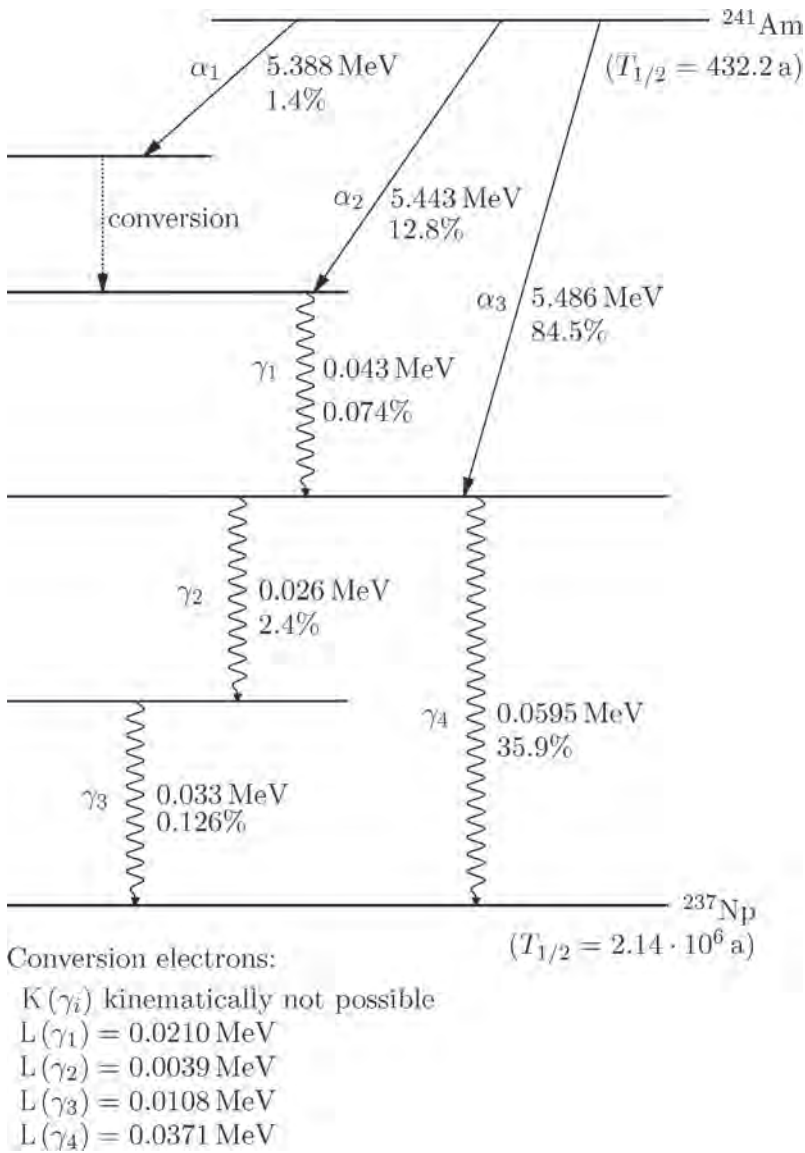 ²⁴¹Am
(T₁/₂ = 432.2 a)
α₁ 5.388 MeV
1.4%
conversion
α₂ 5.443 MeV
12.8%
α₃ 5.486 MeV
84.5%
γ₁ 0.043 MeV
0.074%
γ₂ 0.026 MeV
2.4%
γ₄ 0.0595 MeV
35.9%
γ₃ 0.033 MeV
0.126%
²³⁷Np
(T₁/₂ = 2.14 · 10⁶ a)
Conversion electrons:
K(γᵢ) kinematically not possible
L(γ₁) = 0.0210 MeV
L(γ₂) = 0.0039 MeV
L(γ₃) = 0.0108 MeV
L(γ₄) = 0.0371 MeV